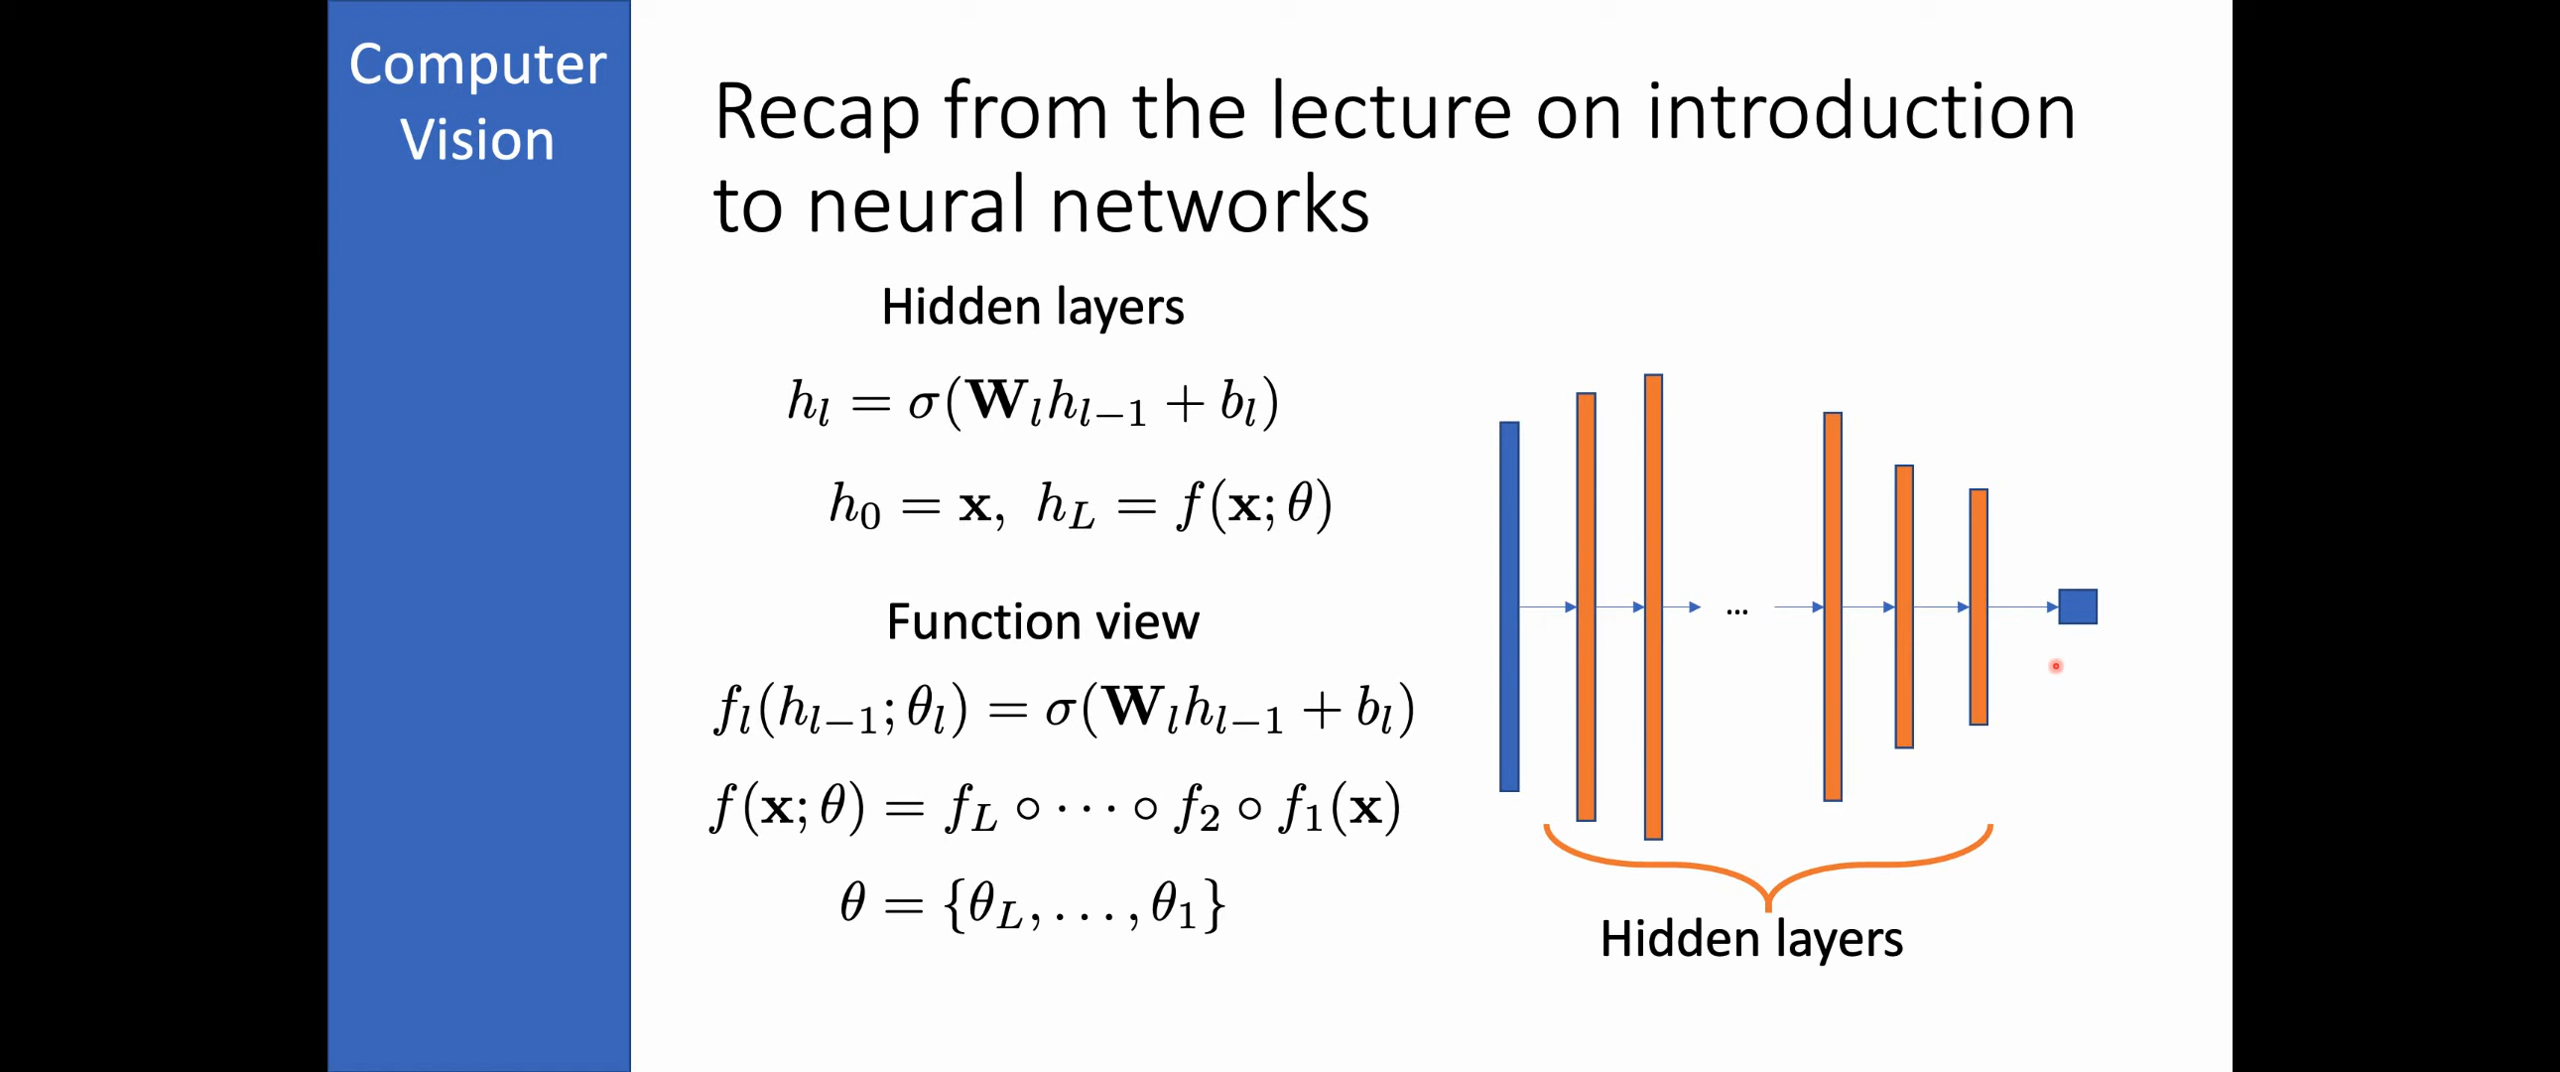 Computer
Vision
Recap from the lecture on introduction
to neural networks
Hidden layers
h_l = σ(W_l h_{l−1} + b_l)
h_0 = x, h_L = f(x; θ)
Function view
f_l(h_{l−1}; θ_l) = σ(W_l h_{l−1} + b_l)
f(x; θ) = f_L ∘ ⋯ ∘ f_2 ∘ f_1(x)
θ = {θ_L, . . . , θ_1}
...
Hidden layers